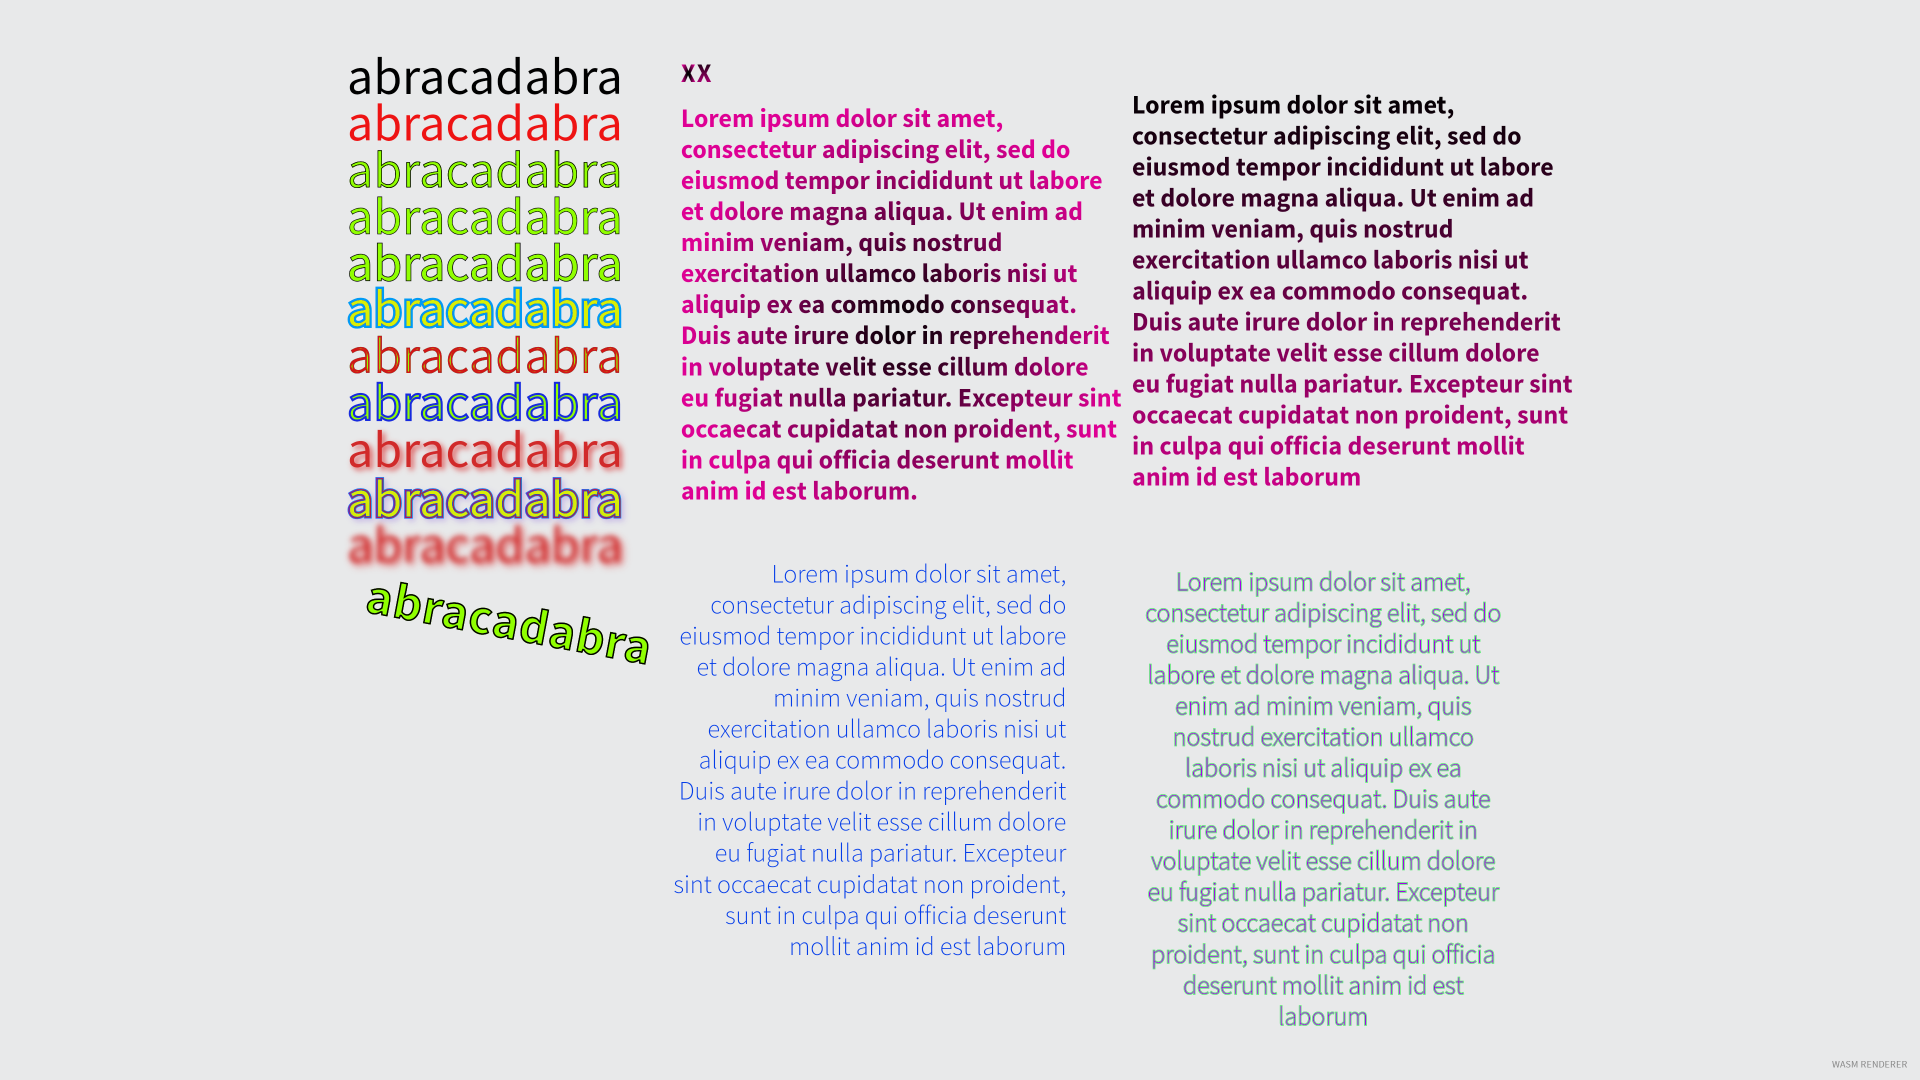 abracadabra
abracadabra
abracadabra
abracadabra
abracadabra
abracadabra
abracadabra
abracadabra
abracadabra
abracadabra
abracadabra
abracadabra
XX
Lorem ipsum dolor sit amet,
consectetur adipiscing elit, sed do
eiusmod tempor incididunt ut labore
et dolore magna aliqua. Ut enim ad
minim veniam, quis nostrud
exercitation ullamco laboris nisi ut
aliquip ex ea commodo consequat.
Duis aute irure dolor in reprehenderit
in voluptate velit esse cillum dolore
eu fugiat nulla pariatur. Excepteur sint
occaecat cupidatat non proident, sunt
in culpa qui officia deserunt mollit
anim id est laborum.
Lorem ipsum dolor sit amet,
consectetur adipiscing elit, sed do
eiusmod tempor incididunt ut labore
et dolore magna aliqua. Ut enim ad
minim veniam, quis nostrud
exercitation ullamco laboris nisi ut
aliquip ex ea commodo consequat.
Duis aute irure dolor in reprehenderit
in voluptate velit esse cillum dolore
eu fugiat nulla pariatur. Excepteur sint
occaecat cupidatat non proident, sunt
in culpa qui officia deserunt mollit
anim id est laborum
Lorem ipsum dolor sit amet,
consectetur adipiscing elit, sed do
eiusmod tempor incididunt ut labore
et dolore magna aliqua. Ut enim ad
minim veniam, quis nostrud
exercitation ullamco laboris nisi ut
aliquip ex ea commodo consequat.
Duis aute irure dolor in reprehenderit
in voluptate velit esse cillum dolore
eu fugiat nulla pariatur. Excepteur
sint occaecat cupidatat non proident,
sunt in culpa qui officia deserunt
mollit anim id est laborum
Lorem ipsum dolor sit amet,
consectetur adipiscing elit, sed do
eiusmod tempor incididunt ut
labore et dolore magna aliqua. Ut
enim ad minim veniam, quis
nostrud exercitation ullamco
laboris nisi ut aliquip ex ea
commodo consequat. Duis aute
irure dolor in reprehenderit in
voluptate velit esse cillum dolore
eu fugiat nulla pariatur. Excepteur
sint occaecat cupidatat non
proident, sunt in culpa qui officia
deserunt mollit anim id est
laborum
WASM RENDERER